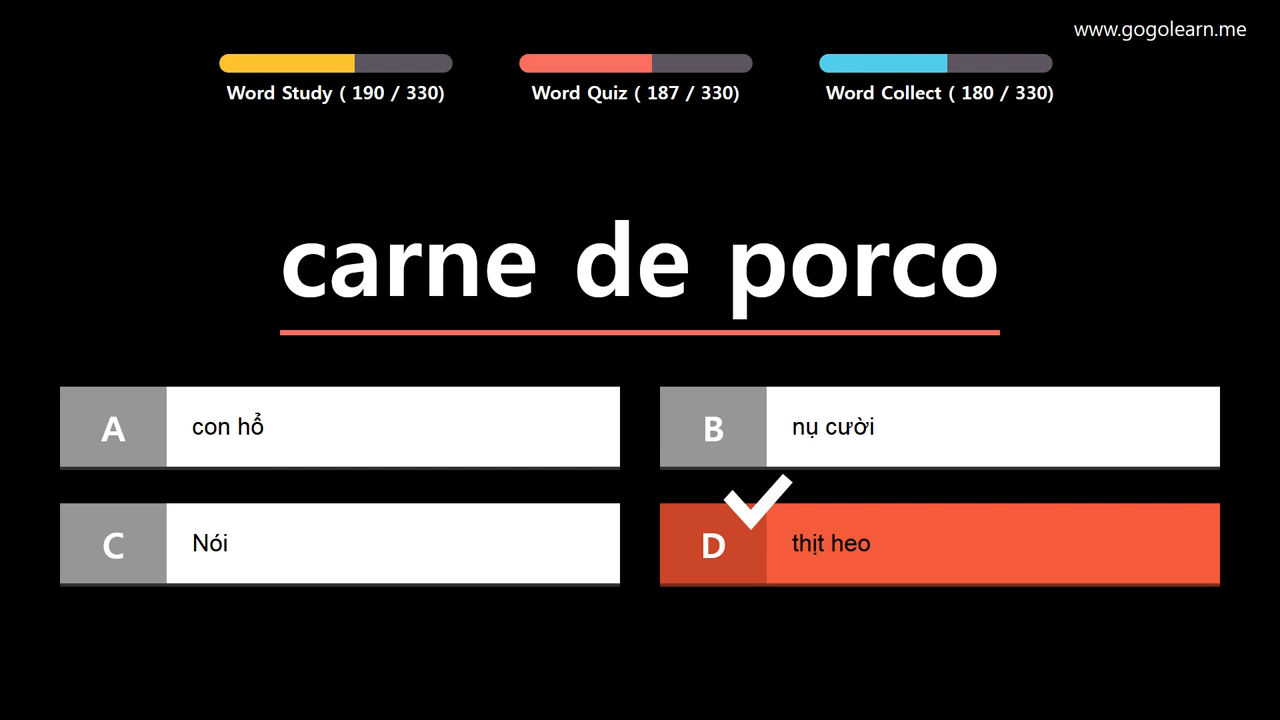 www.gogolearn.me
Word Study ( 190 / 330)
Word Quiz ( 187 / 330)
Word Collect ( 180 / 330)
carne de porco
A
con hổ
B
nụ cười
C
Nói
D
thịt heo